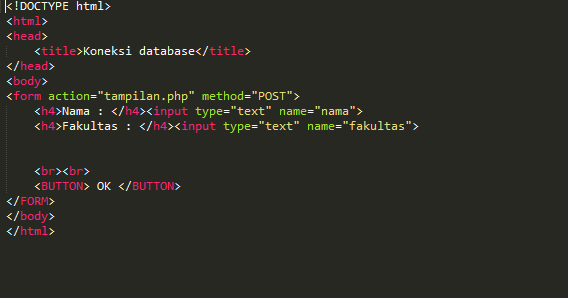 <!DOCTYPE html>
<html>
<head>
    <title>Koneksi database</title>
</head>
<body>
<form action="tampilan.php" method="POST">
    <h4>Nama : </h4><input type="text" name="nama">
    <h4>Fakultas : </h4><input type="text" name="fakultas">
    <br><br>
    <BUTTON> OK </BUTTON>
</FORM>
</body>
</html>